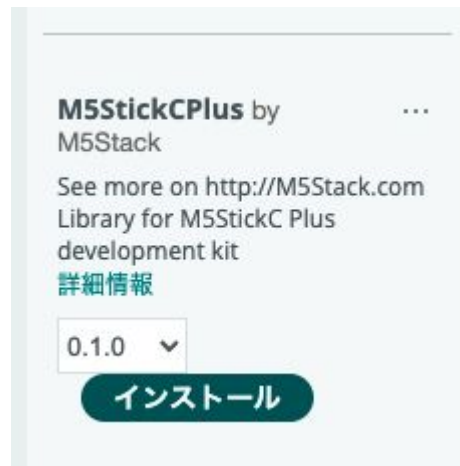 M5StickCPlus by ...
M5Stack
See more on http://M5Stack.com
Library for M5StickC Plus
development kit
詳細情報
0.1.0
インストール